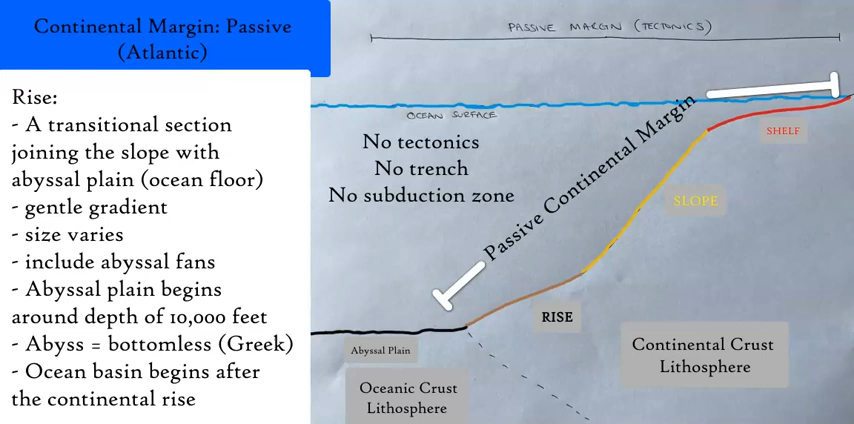 Continental Margin: Passive
(Atlantic)
Rise:
- A transitional section
joining the slope with
abyssal plain (ocean floor)
- gentle gradient
- size varies
- include abyssal fans
- Abyssal plain begins
around depth of 10,000 feet
- Abyss = bottomless (Greek)
- Ocean basin begins after
the continental rise
PASSIVE MARGIN (TECTONICS)
OCEAN SURFACE
No tectonics
No trench
No subduction zone
Passive Continental Margin
SHELF
SLOPE
RISE
Abyssal Plain
Oceanic Crust
Lithosphere
Continental Crust
Lithosphere